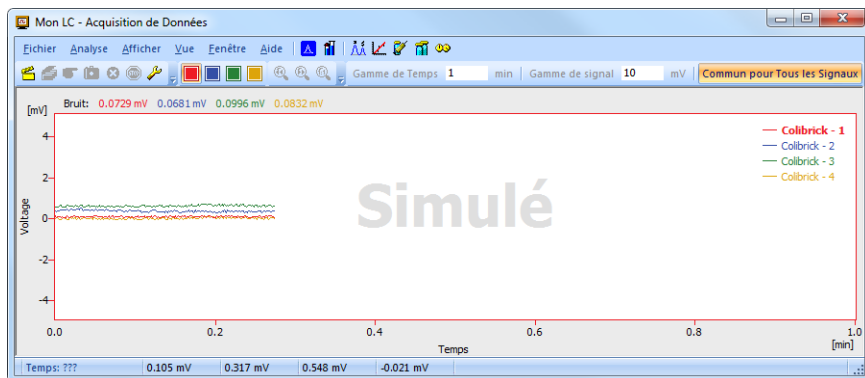 Mon LC - Acquisition de Données
Fichier Analyse Afficher Vue Fenêtre Aide
Gamme de Temps 1 min Gamme de signal 10 mV Commun pour Tous les Signaux
Bruit: 0.0729 mV 0.0681 mV 0.0996 mV 0.0832 mV
[mV]
Colibrick - 1
Colibrick - 2
Colibrick - 3
Colibrick - 4
4
2
0
-2
-4
Voltage
Simulé
0.0 0.2 0.4 0.6 0.8 1.0
Temps [min]
Temps: ??? 0.105 mV 0.317 mV 0.548 mV -0.021 mV